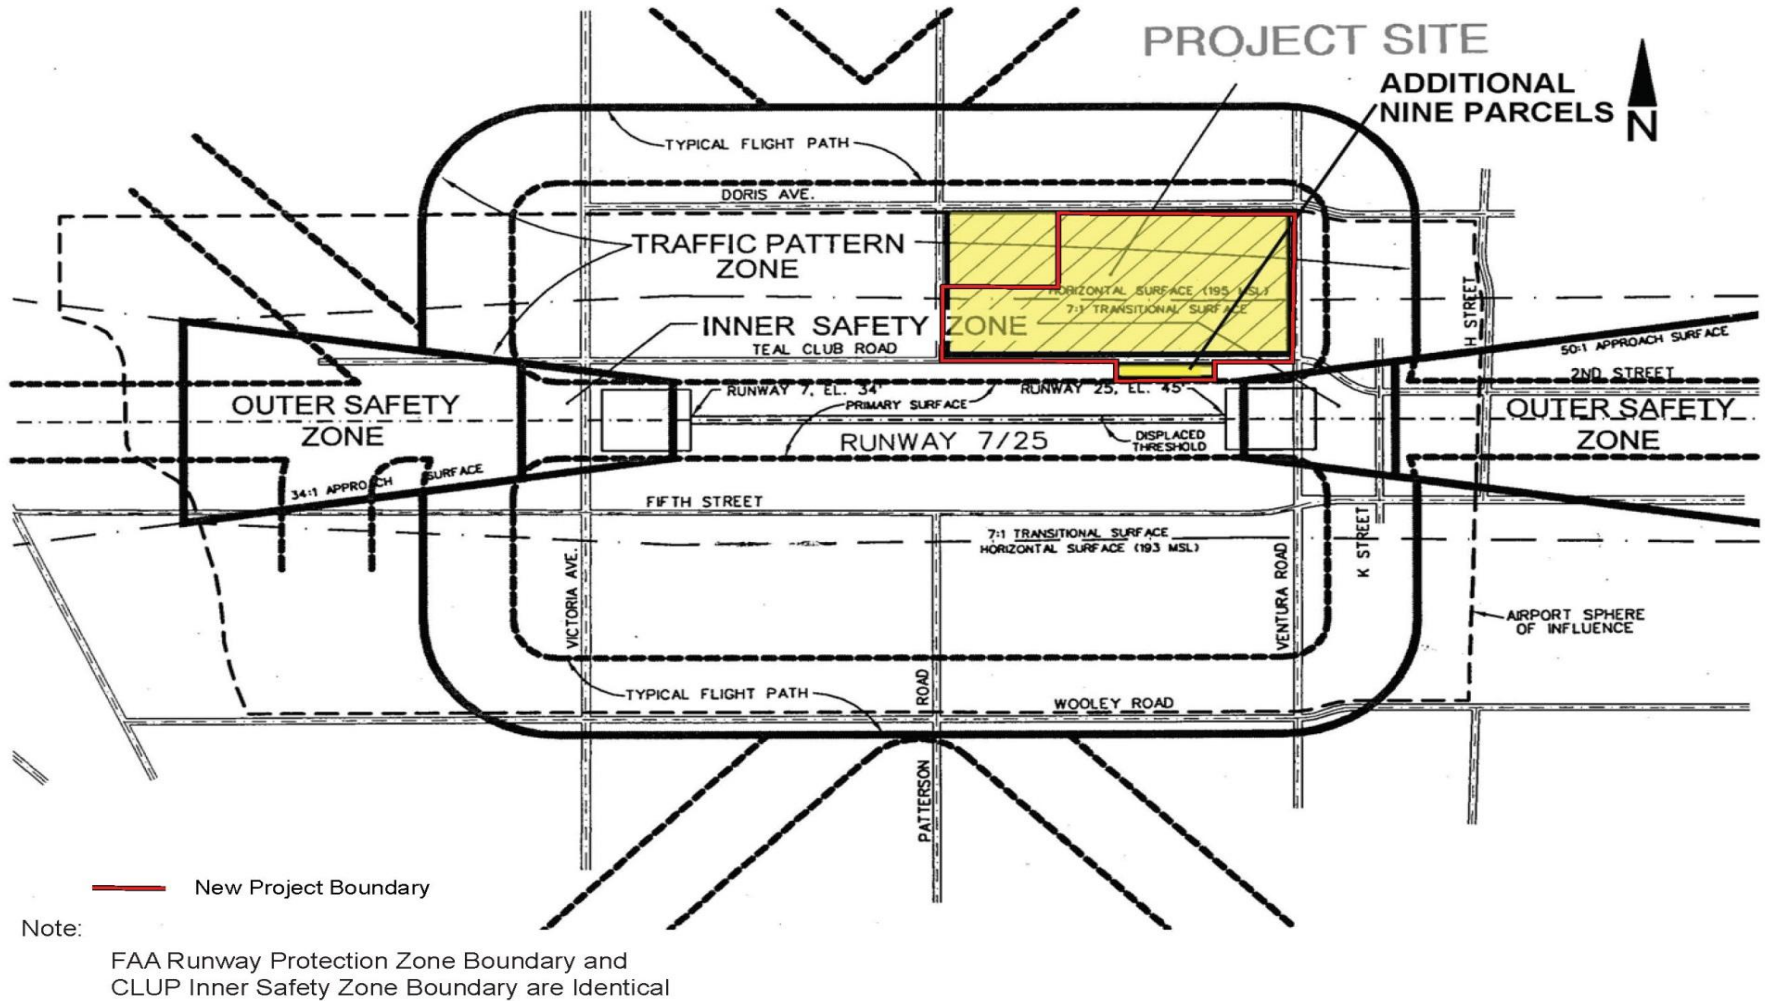 PROJECT SITE
ADDITIONAL
NINE PARCELS
N
TYPICAL FLIGHT PATH
DORIS AVE.
TRAFFIC PATTERN
ZONE
HORIZONTAL SURFACE (195 MSL)
7:1 TRANSITIONAL SURFACE
INNER SAFETY ZONE
TEAL CLUB ROAD
H STREET
50:1 APPROACH SURFACE
2ND STREET
RUNWAY 7, EL. 34'
RUNWAY 25, EL. 45'
PRIMARY SURFACE
OUTER SAFETY
ZONE
OUTER SAFETY
ZONE
RUNWAY 7/25
DISPLACED
THRESHOLD
34:1 APPROACH SURFACE
FIFTH STREET
7:1 TRANSITIONAL SURFACE
HORIZONTAL SURFACE (193 MSL)
VICTORIA AVE.
VENTURA ROAD
K STREET
AIRPORT SPHERE
OF INFLUENCE
TYPICAL FLIGHT PATH
PATTERSON ROAD
WOOLEY ROAD
New Project Boundary
Note:
FAA Runway Protection Zone Boundary and
CLUP Inner Safety Zone Boundary are Identical